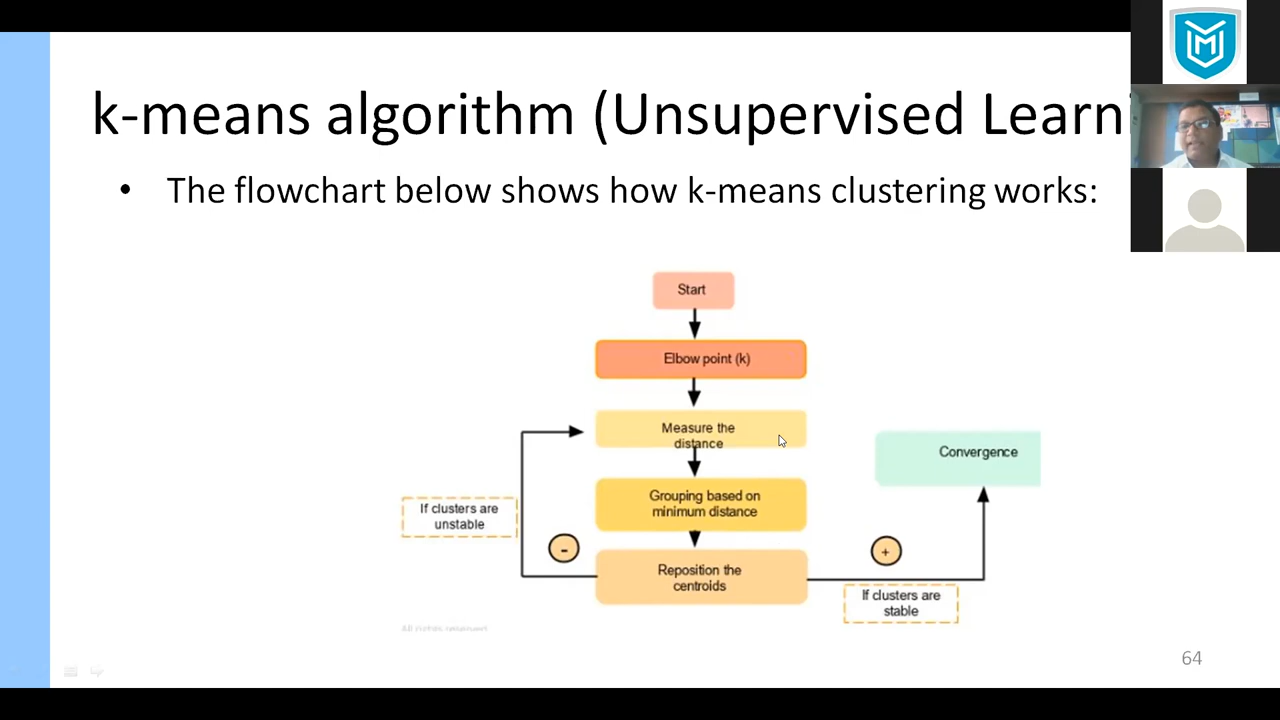 k-means algorithm (Unsupervised Learni
• The flowchart below shows how k-means clustering works:
Start
Elbow point (k)
Measure the
distance
Grouping based on
minimum distance
Reposition the
centroids
If clusters are
unstable
-
+
If clusters are
stable
Convergence
64